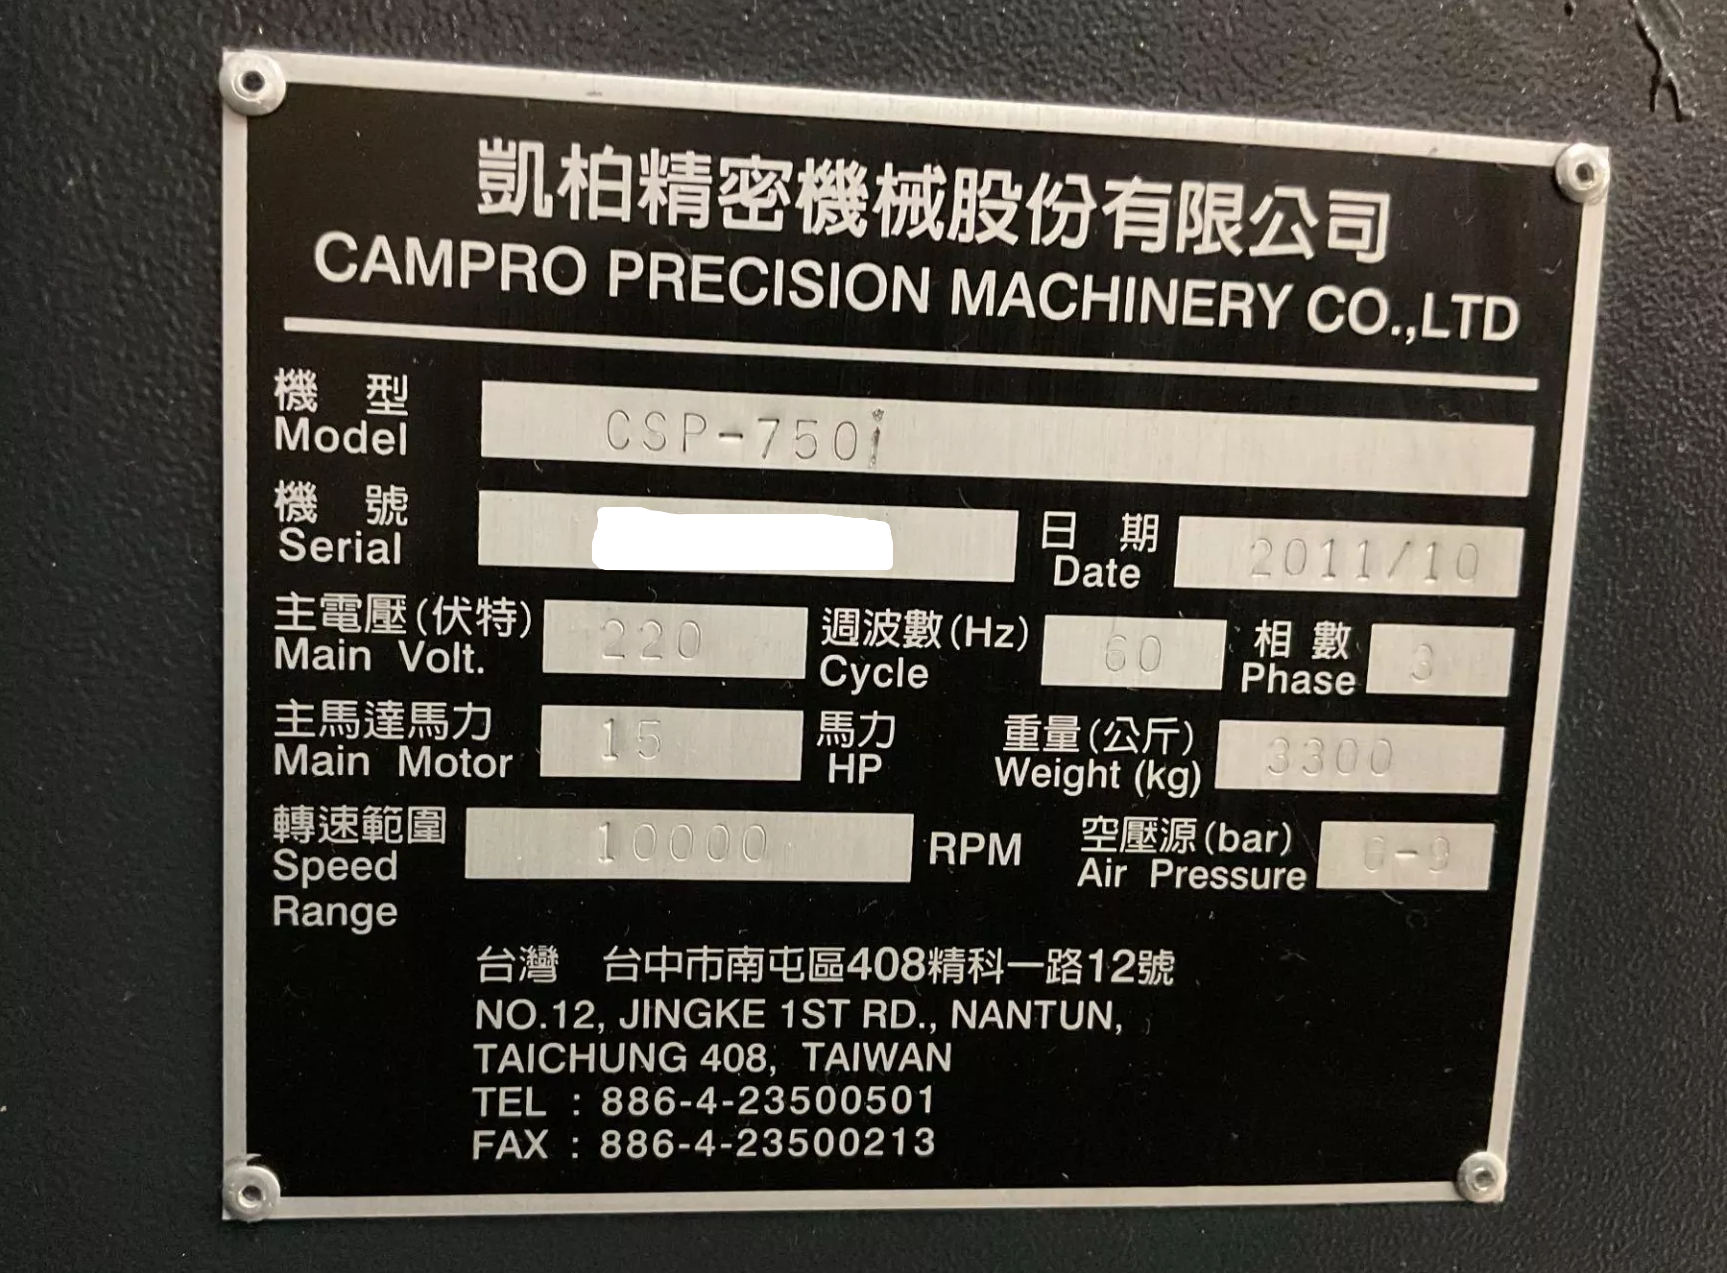 凱柏精密機械股份有限公司
CAMPRO PRECISION MACHINERY CO.,LTD
機型 CSP-750i
Model
機號 日期 2011/10
Serial Date
主電壓(伏特) 220 週波數(Hz) 60 相數 3
Main Volt. Cycle Phase
主馬達馬力 15 馬力 重量(公斤) 3300
Main Motor HP Weight (kg)
轉速範圍 10000 RPM 空壓源(bar) 6-9
Speed Air Pressure
Range
台灣 台中市南屯區408精科一路12號
NO.12, JINGKE 1ST RD., NANTUN,
TAICHUNG 408, TAIWAN
TEL : 886-4-23500501
FAX : 886-4-23500213